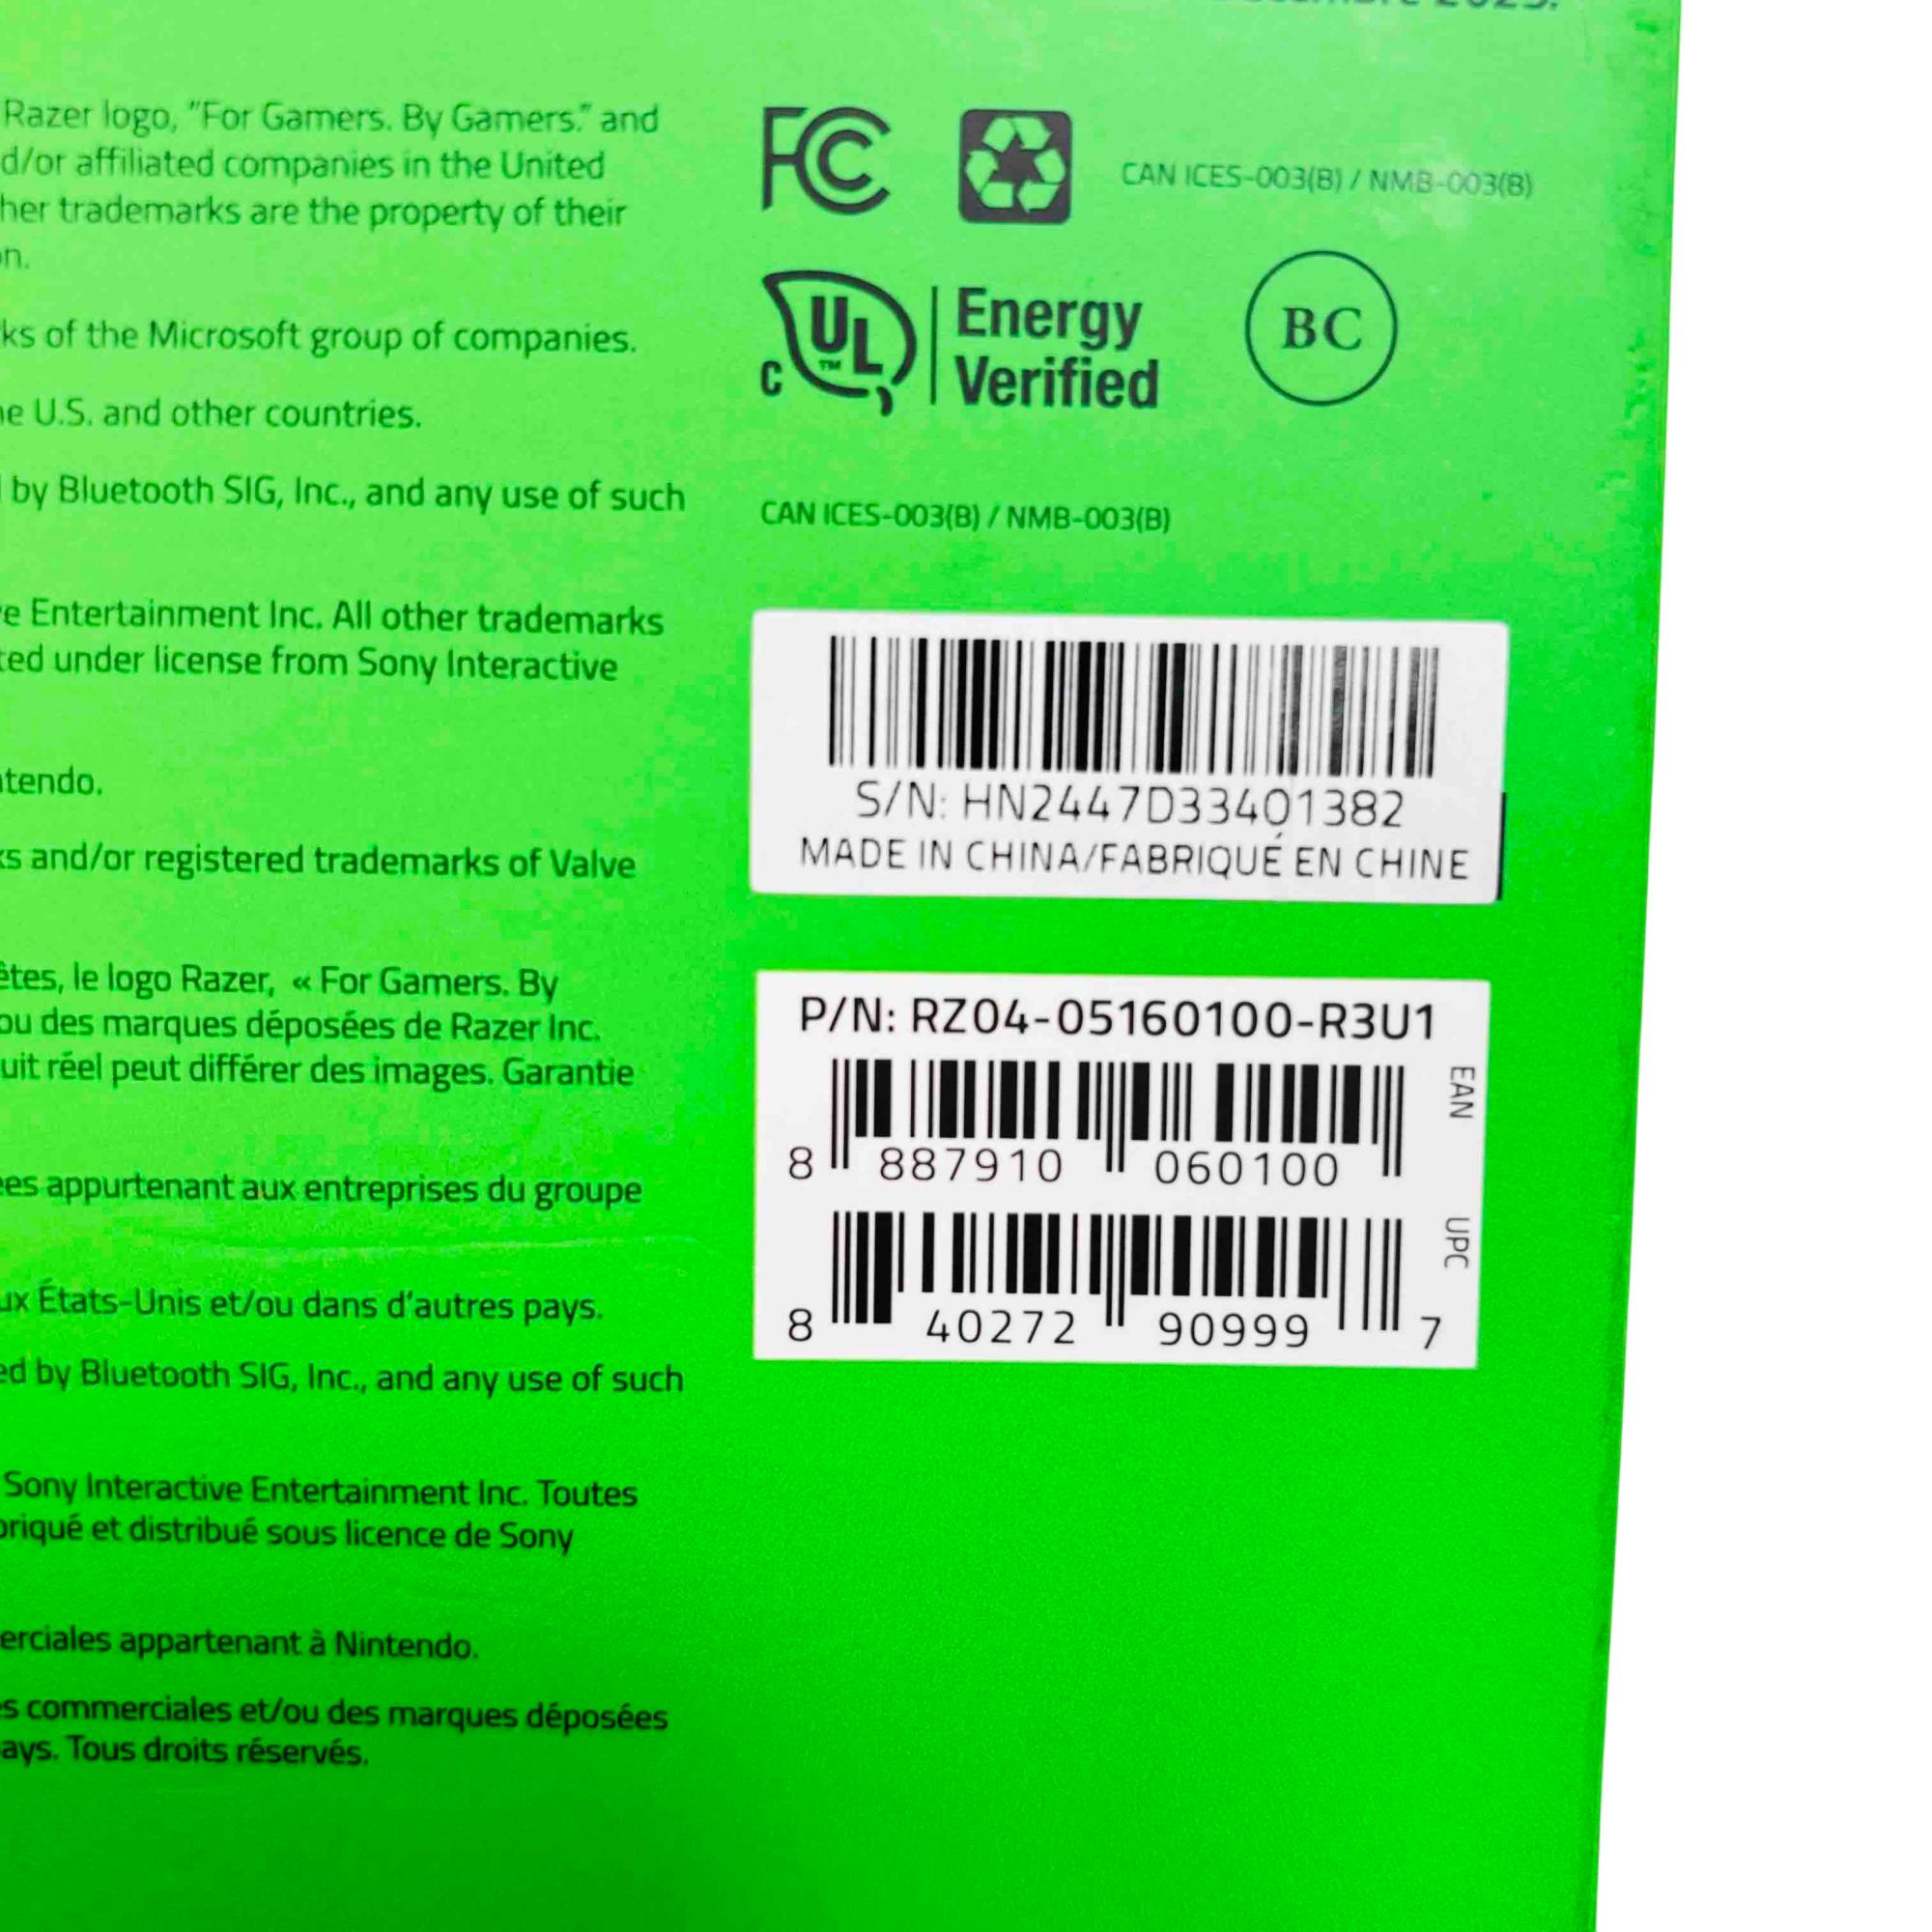 2023.
Razer logo, "For Gamers. By Gamers." and
d/or affiliated companies in the United
her trademarks are the property of their
n.
ks of the Microsoft group of companies.
e U.S. and other countries.
by Bluetooth SIG, Inc., and any use of such
e Entertainment Inc. All other trademarks
ted under license from Sony Interactive
tendo.
ks and/or registered trademarks of Valve
êtes, le logo Razer, « For Gamers. By
ou des marques déposées de Razer Inc.
uit réel peut différer des images. Garantie
es appurtenant aux entreprises du groupe
ux États-Unis et/ou dans d'autres pays.
ed by Bluetooth SIG, Inc., and any use of such
Sony Interactive Entertainment Inc. Toutes
briqué et distribué sous licence de Sony
erciales appartenant à Nintendo.
s commerciales et/ou des marques déposées
ays. Tous droits réservés.
FC
CAN ICES-003(B) / NMB-003(B)
C UL TM Energy
Verified
BC
CAN ICES-003(B) / NMB-003(B)
S/N: HN2447D33401382
MADE IN CHINA/FABRIQUÉ EN CHINE
P/N: RZ04-05160100-R3U1
EAN
8 887910 060100
UPC
8 40272 90999 7